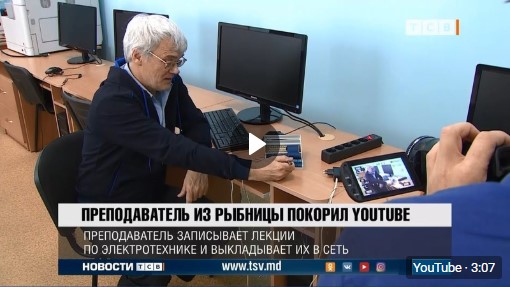 ТСВ
ПРЕПОДАВАТЕЛЬ ИЗ РЫБНИЦЫ ПОКОРИЛ YOUTUBE
ПРЕПОДАВАТЕЛЬ ЗАПИСЫВАЕТ ЛЕКЦИИ
ПО ЭЛЕКТРОТЕХНИКЕ И ВЫКЛАДЫВАЕТ ИХ В СЕТЬ
НОВОСТИ ТСВ www.tsv.md
YouTube · 3:07